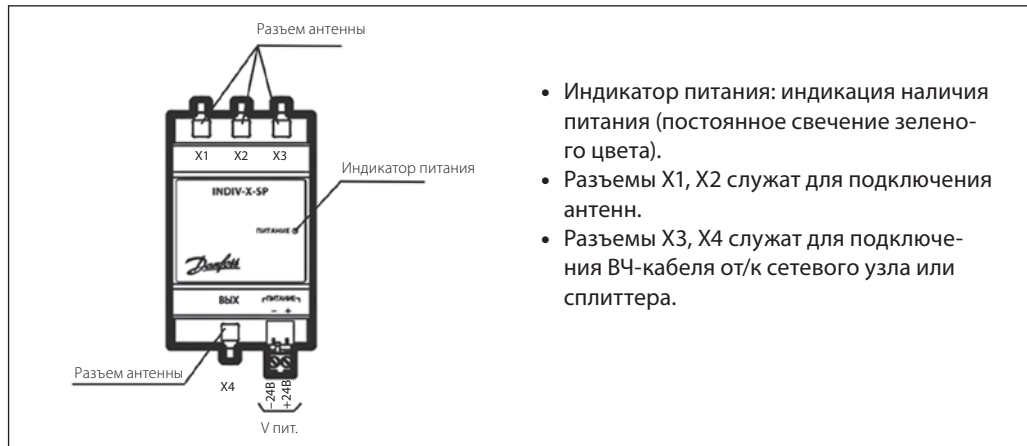 Разъем антенны
X1 X2 X3
Индикатор питания
INDIV-X-SP
ПИТАНИЕ
Danfoss
ВЫХ ПИТАНИЕ
– +
Разъем антенны
X4
–24В
+24В
V пит.
• Индикатор питания: индикация наличия
питания (постоянное свечение зелено-
го цвета).
• Разъемы X1, X2 служат для подключения
антенн.
• Разъемы X3, X4 служат для подключе-
ния ВЧ-кабеля от/к сетевого узла или
сплиттера.